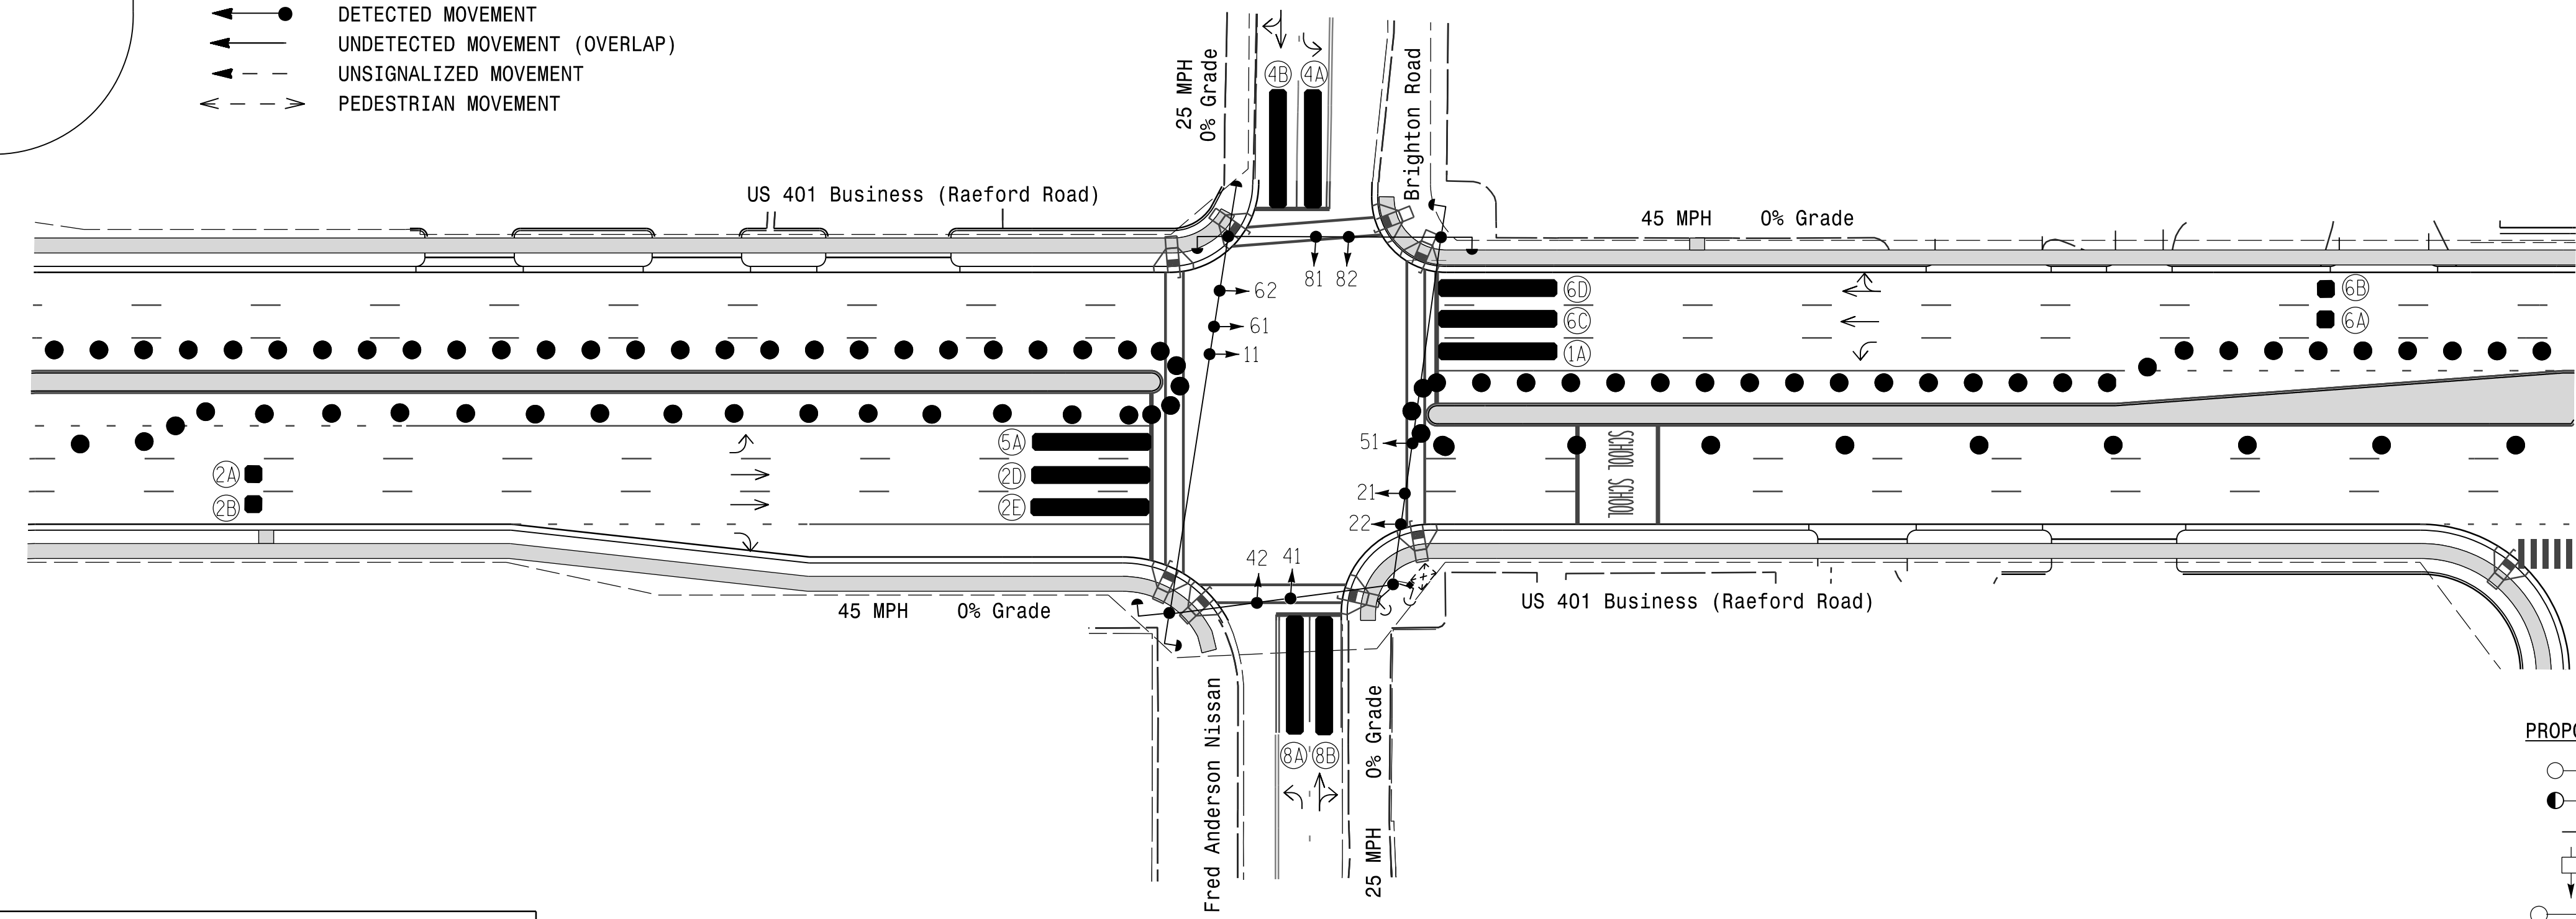 DETECTED MOVEMENT
UNDETECTED MOVEMENT (OVERLAP)
UNSIGNALIZED MOVEMENT
PEDESTRIAN MOVEMENT
25 MPH
0% Grade
4B
4A
Brighton Road
US 401 Business (Raeford Road)
45 MPH 0% Grade
81 82
62
61
11
6D
6C
1A
6B
6A
5A
2D
2E
2A
2B
51
21
22
SCHOOL SCHOOL
42 41
45 MPH 0% Grade
US 401 Business (Raeford Road)
Fred Anderson Nissan
8A 8B
25 MPH 0% Grade